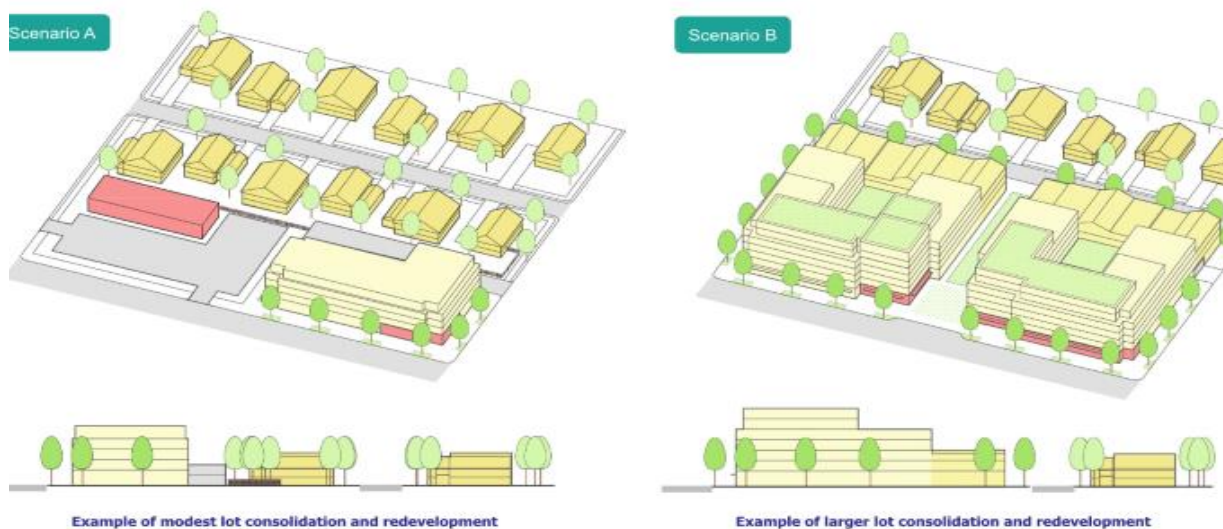 Scenario A
Scenario B
Example of modest lot consolidation and redevelopment
Example of larger lot consolidation and redevelopment